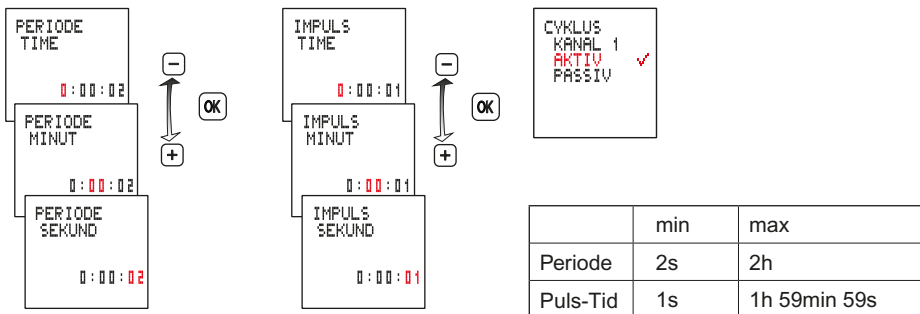 PERIODE
TIME
0:00:02
PERIODE
MINUT
0:00:02
PERIODE
SEKUND
0:00:02
−
OK
+
IMPULS
TIME
0:00:01
IMPULS
MINUT
0:00:01
IMPULS
SEKUND
0:00:01
−
OK
+
CYKLUS
KANAL 1
AKTIV ✓
PASSIV
min max
Periode 2s 2h
Puls-Tid 1s 1h 59min 59s